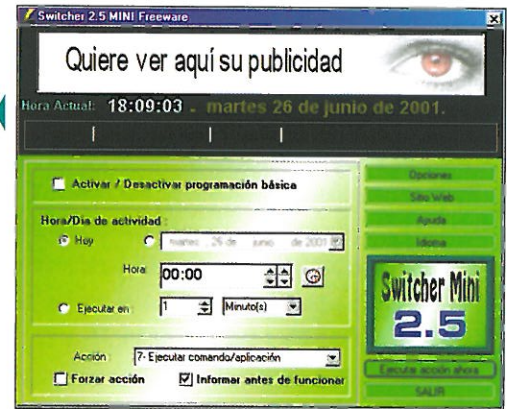 Switcher 2.5 MINI Freeware
Quiere ver aquí su publicidad
Hora Actual: 18:09:03 - martes 26 de junio de 2001.
Activar / Desactivar programación básica
Hora/Día de actividad :
Hoy
martes , 26 de junio de 2001
Hora: 00:00
Ejecutar en : 1 Minuto(s)
Acción: 7- Ejecutar comando/aplicación
Forzar acción Informar antes de funcionar
Opciones
Sitio Web
Ayuda
Idioma
Switcher Mini
2.5
Ejecutar acción ahora
SALIR